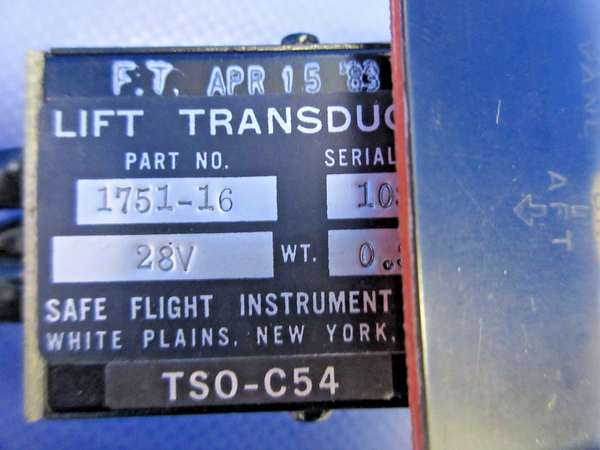 F.T. APR 15 '83
LIFT TRANSDUC
PART NO. SERIAL
1751-16 10
28V WT. 0.
SAFE FLIGHT INSTRUMENT
WHITE PLAINS, NEW YORK,
TSO-C54
VANE
AFT